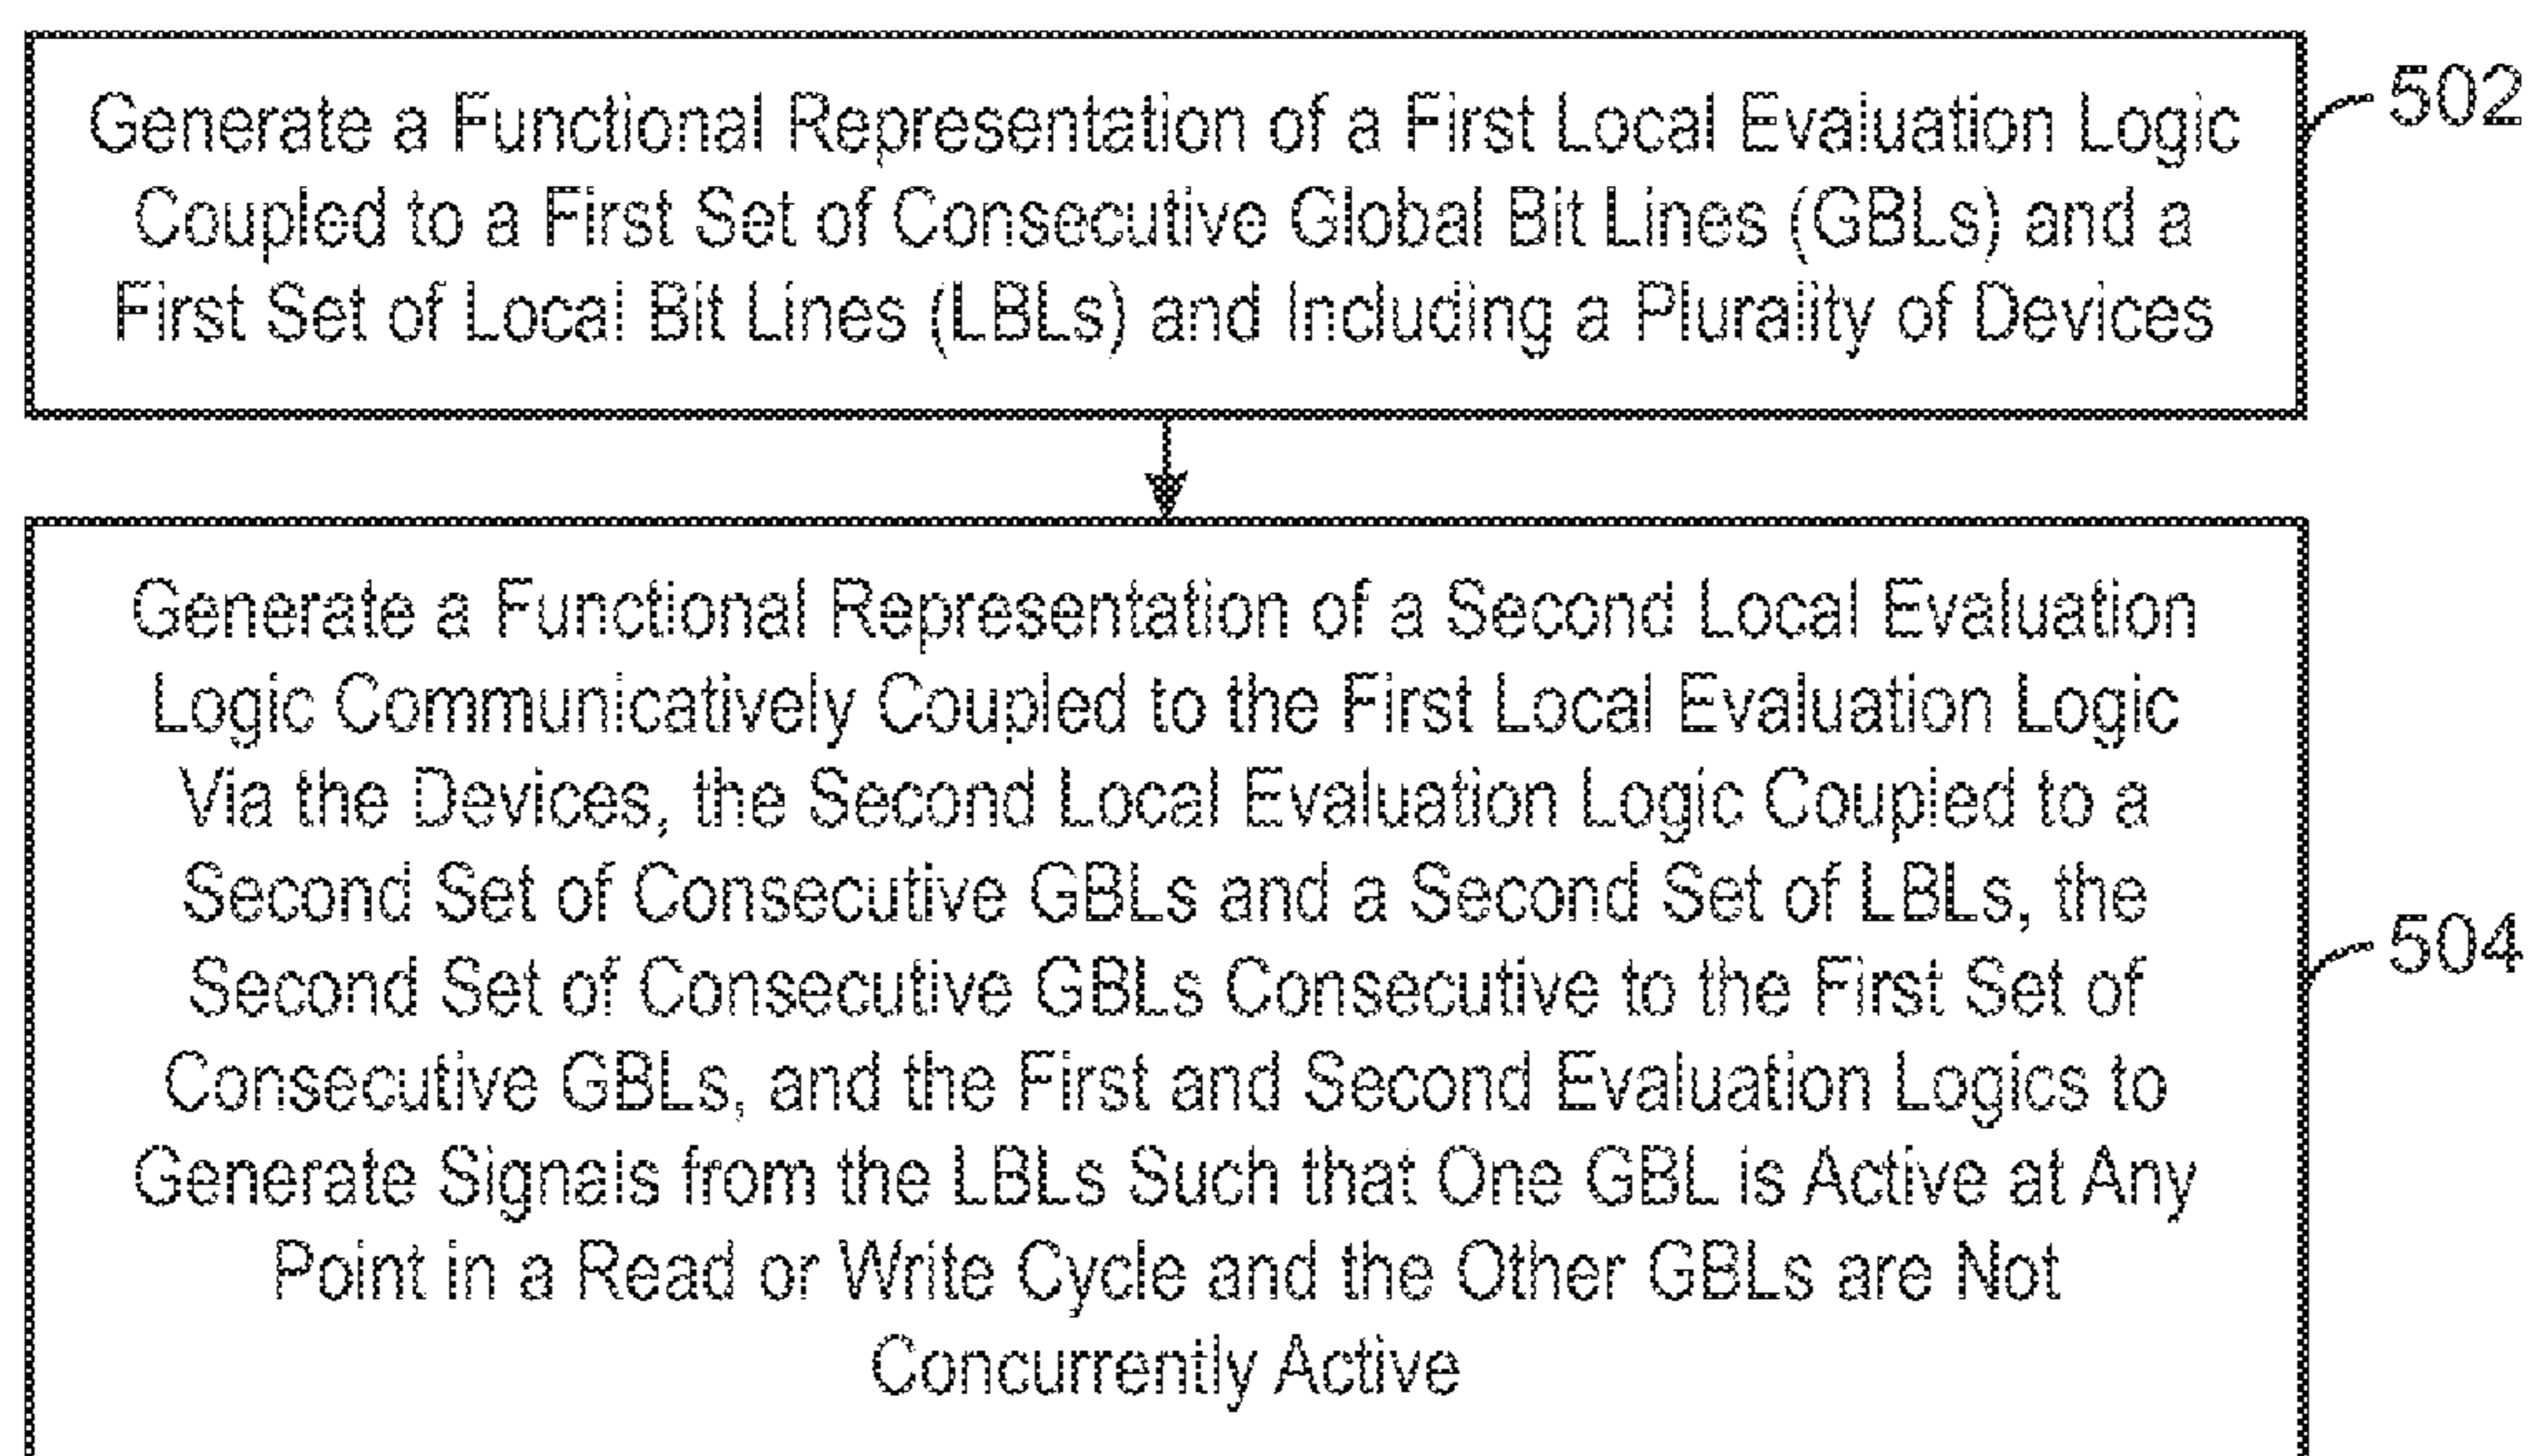 Generate a Functional Representation of a First Local Evaluation Logic
Coupled to a First Set of Consecutive Global Bit Lines (GBLs) and a
First Set of Local Bit Lines (LBLs) and Including a Plurality of Devices
502
Generate a Functional Representation of a Second Local Evaluation
Logic Communicatively Coupled to the First Local Evaluation Logic
Via the Devices, the Second Local Evaluation Logic Coupled to a
Second Set of Consecutive GBLs and a Second Set of LBLs, the
Second Set of Consecutive GBLs Consecutive to the First Set of
Consecutive GBLs, and the First and Second Evaluation Logics to
Generate Signals from the LBLs Such that One GBL is Active at Any
Point in a Read or Write Cycle and the Other GBLs are Not
Concurrently Active
504